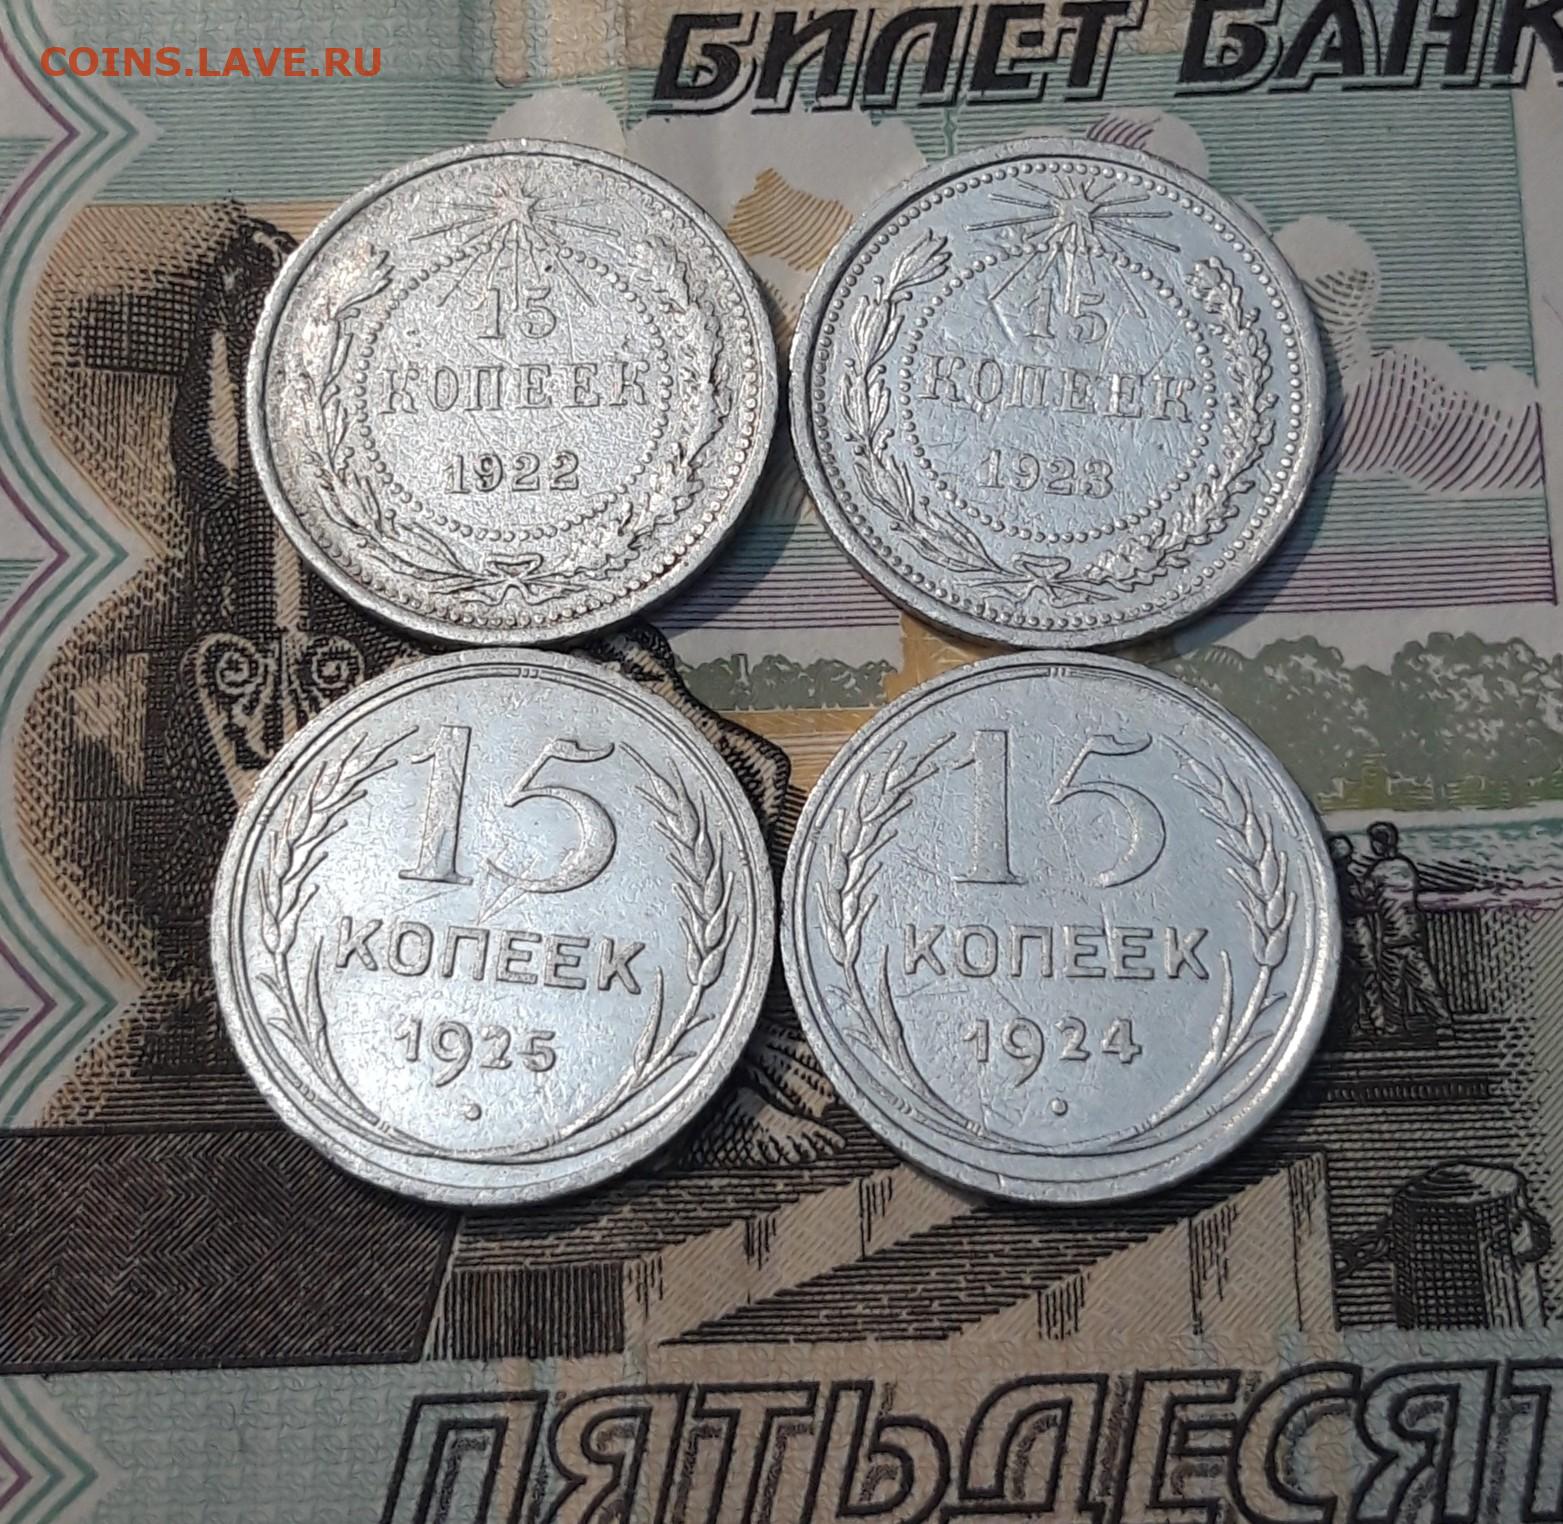 COINS.LAVE.RU
БИЛЕТ БАНК
15
КОПЕЕК
1922
15
КОПЕЕК
1923
15
КОПЕЕК
1925
15
КОПЕЕК
1924
ПЯТЬДЕСЯТ